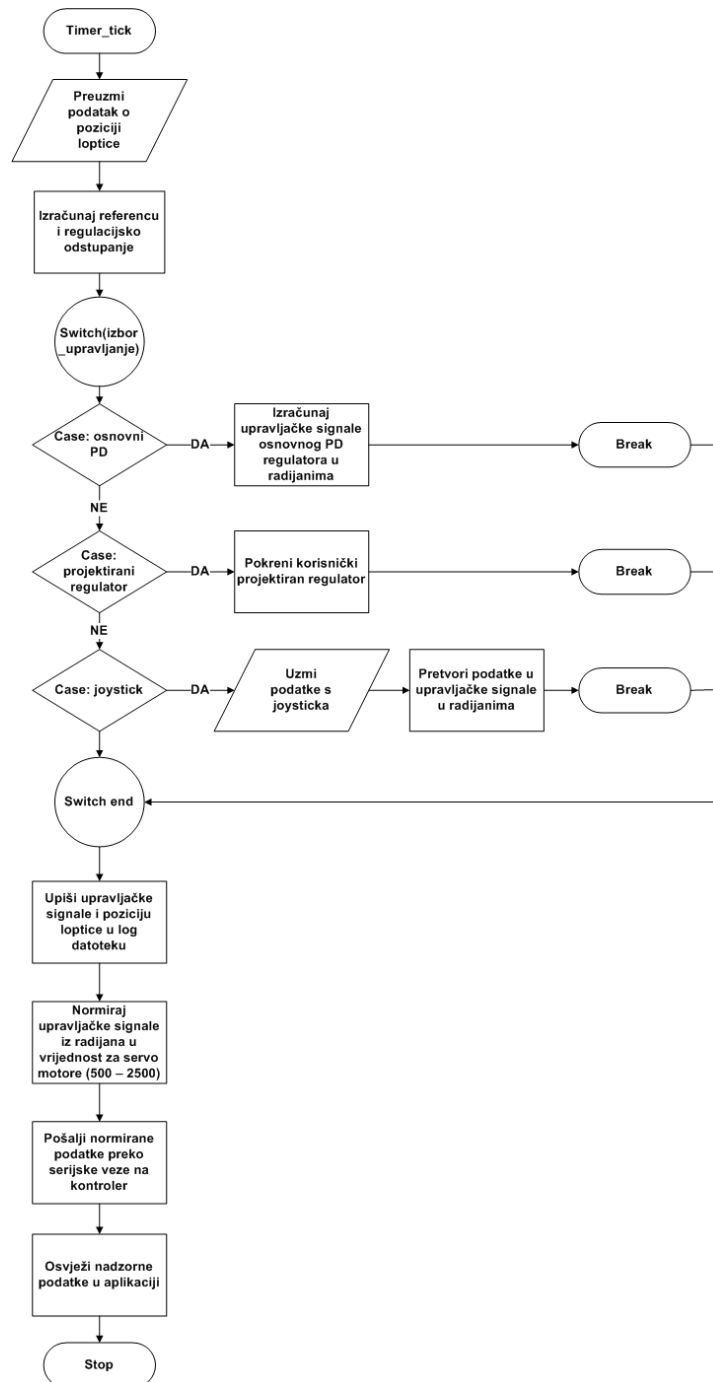 Timer_tick
Preuzmi
podatak o
poziciji
loptice
Izračunaj referencu
i regulacijsko
odstupanje
Switch(izbor
_upravljanje)
Case: osnovni
PD
DA
Izračunaj
upravljačke signale
osnovnog PD
regulatora u
radijanima
Break
NE
Case:
projektirani
regulator
DA
Pokreni korisnički
projektiran regulator
Break
NE
Case: joystick
DA
Uzmi
podatke s
joysticka
Pretvori podatke u
upravljačke signale
u radijanima
Break
Switch end
Upiši upravljačke
signale i poziciju
loptice u log
datoteku
Normiraj
upravljačke signale
iz radijana u
vrijednost za servo
motore (500 – 2500)
Pošalji normirane
podatke preko
serijske veze na
kontroler
Osvježi nadzorne
podatke u aplikaciji
Stop